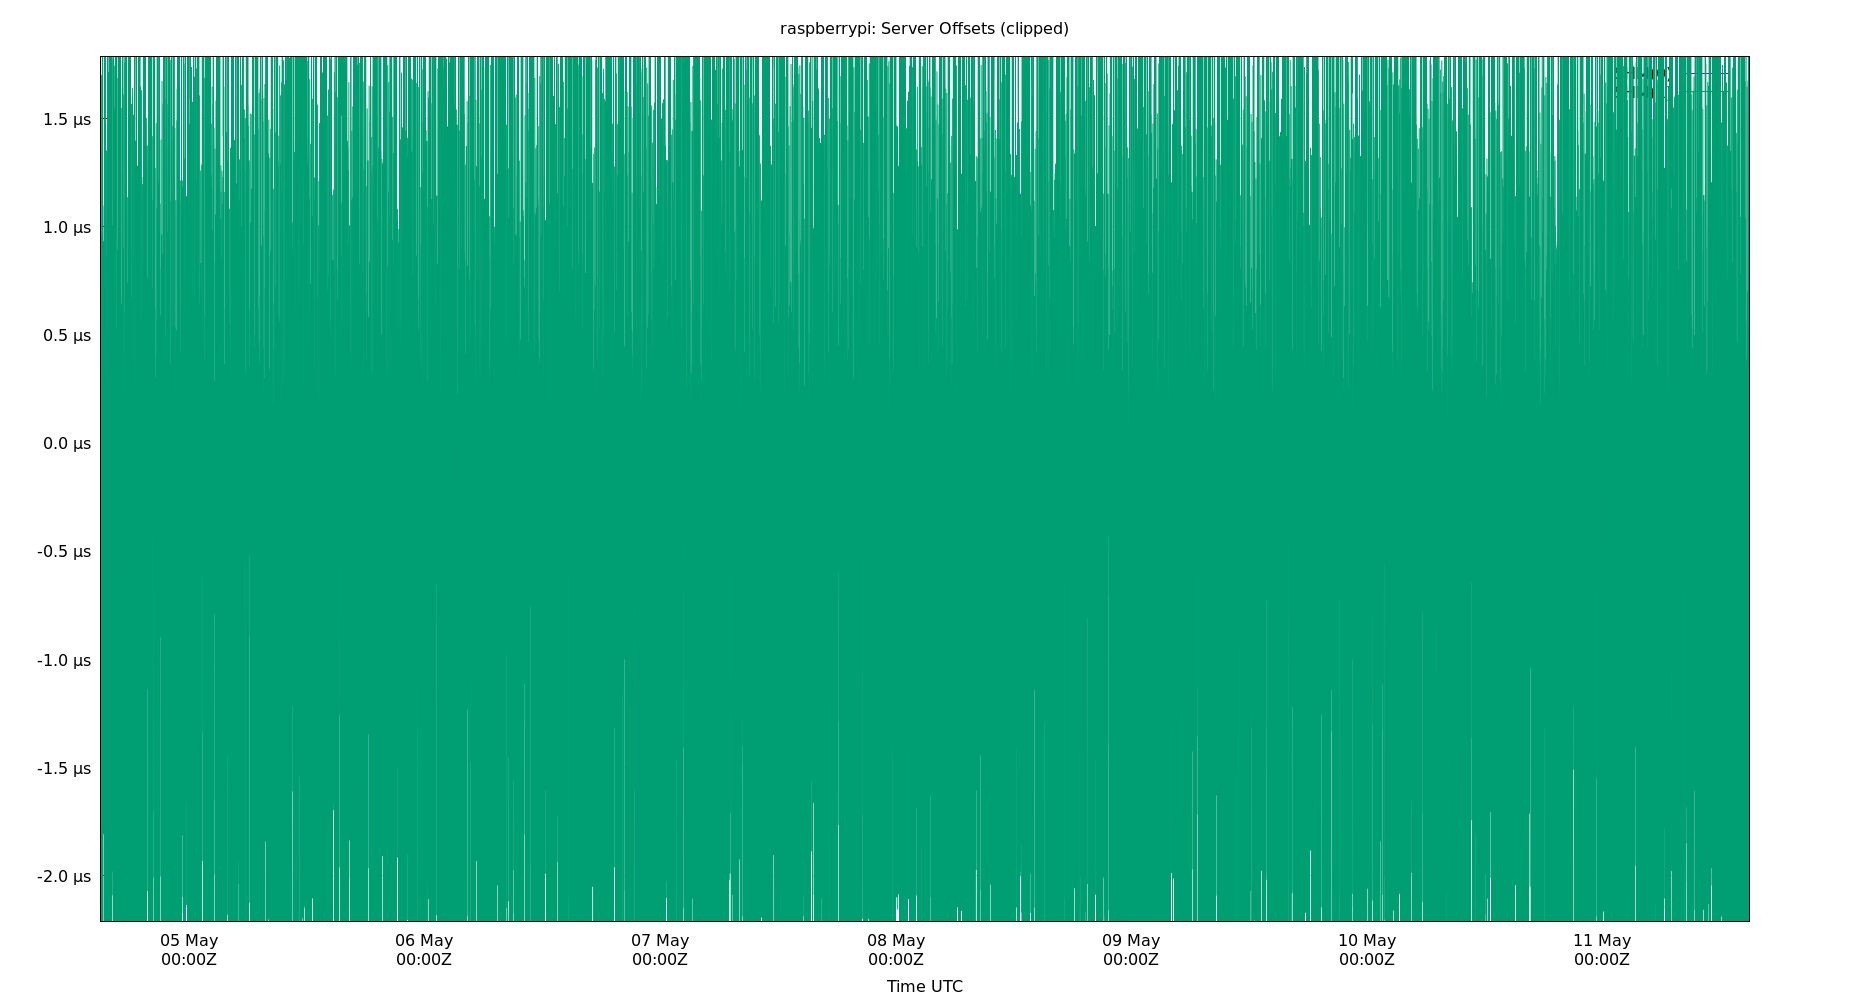 raspberrypi: Server Offsets (clipped)
1.5 µs
1.0 µs
0.5 µs
0.0 µs
-0.5 µs
-1.0 µs
-1.5 µs
-2.0 µs
05 May 06 May 07 May 08 May 09 May 10 May 11 May
00:00Z 00:00Z 00:00Z 00:00Z 00:00Z 00:00Z 00:00Z
Time UTC